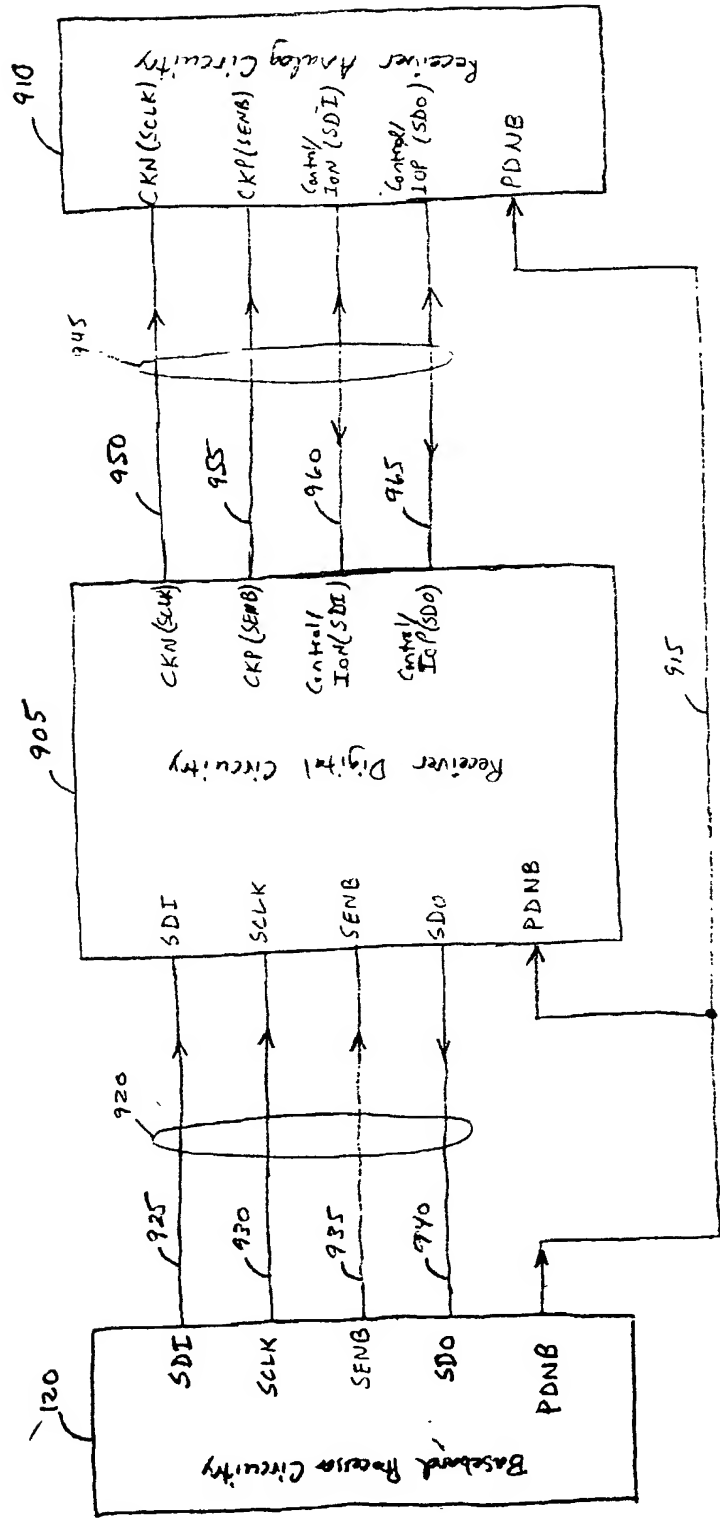 120
Baseband Processor Circuitry
SDI
SCLK
SENB
SDO
PDNB
925
930
935
940
920
905
SDI
SCLK
SENB
SDO
PDNB
Receiver Digital Circuitry
CKN(SCLK)
CKP(SENB)
Control/
ION(SDI)
Control/
IOP(SDO)
950
955
960
965
945
915
910
CKN(SCLK)
CKP(SENB)
Control/
ION(SDI)
Control/
IOP(SDO)
PDNB
Receiver Analog Circuitry